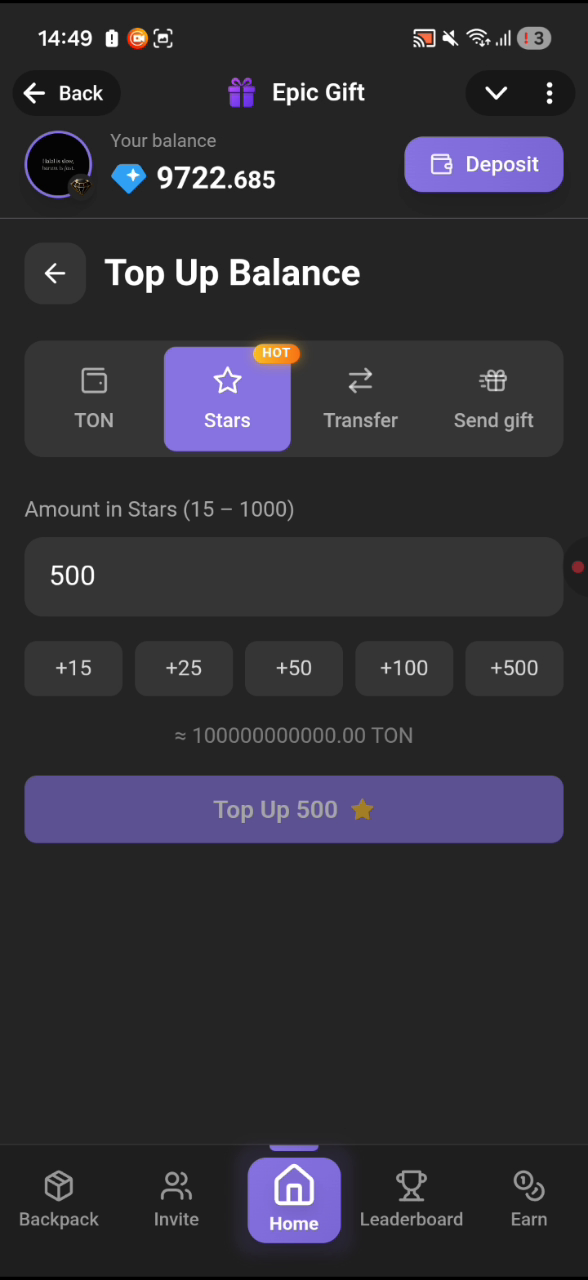 14:49
! 3
Back
Epic Gift
Your balance
9722.685
Deposit
Top Up Balance
HOT
TON
Stars
Transfer
Send gift
Amount in Stars (15 – 1000)
500
+15
+25
+50
+100
+500
≈ 100000000000.00 TON
Top Up 500
Backpack
Invite
Home
Leaderboard
Earn